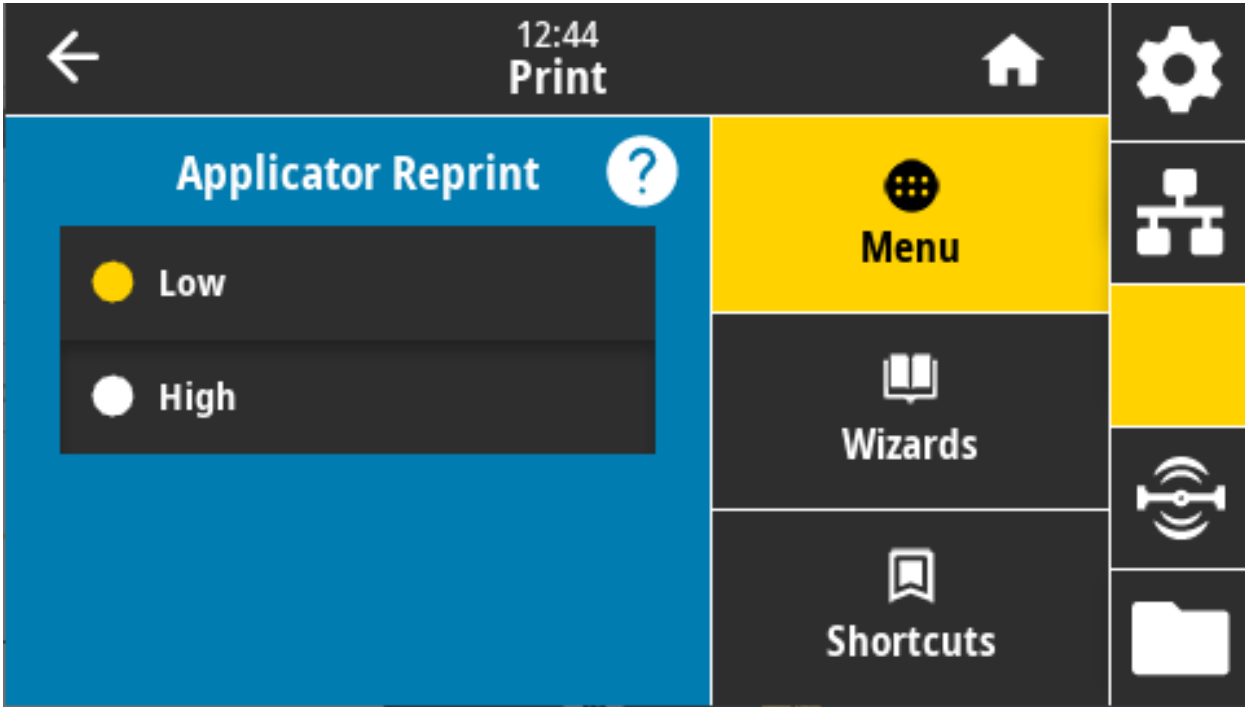 12:44
Print
Applicator Reprint
?
Low
High
Menu
Wizards
Shortcuts